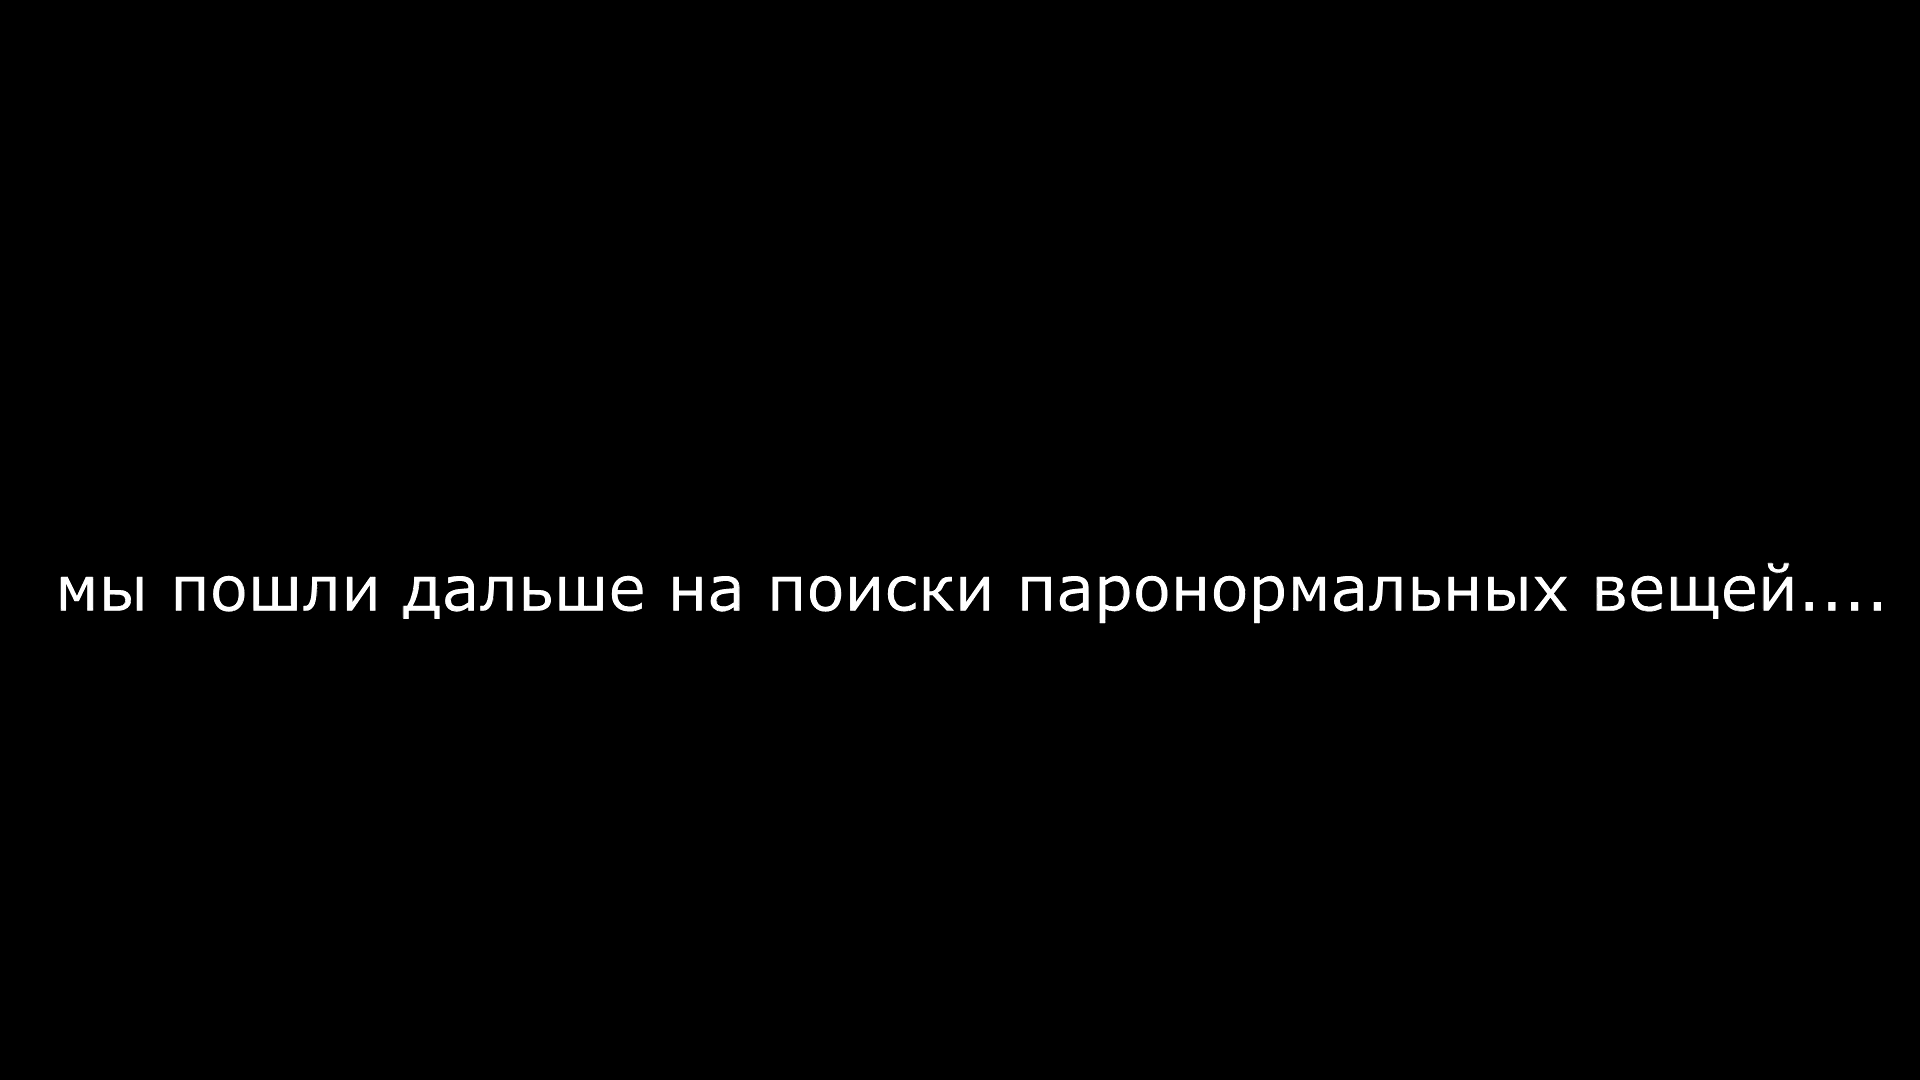 мы пошли дальше на поиски паронормальных вещей....